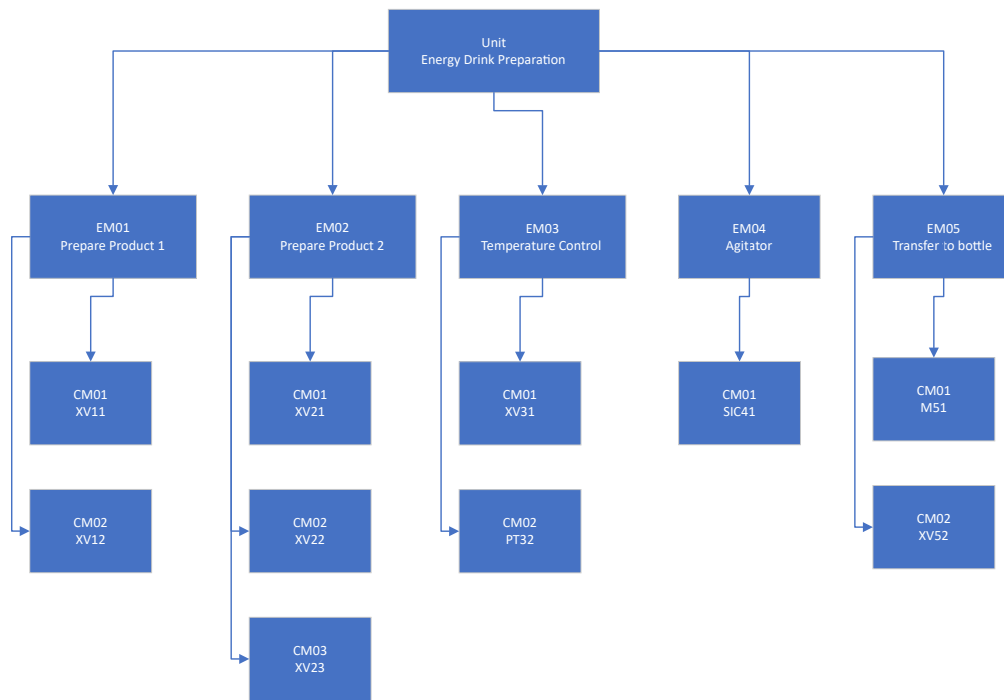 Unit
Energy Drink Preparation
EM01
Prepare Product 1
EM02
Prepare Product 2
EM03
Temperature Control
EM04
Agitator
EM05
Transfer to bottle
CM01
XV11
CM01
XV21
CM01
XV31
CM01
SIC41
CM01
M51
CM02
XV12
CM02
XV22
CM02
PT32
CM02
XV52
CM03
XV23